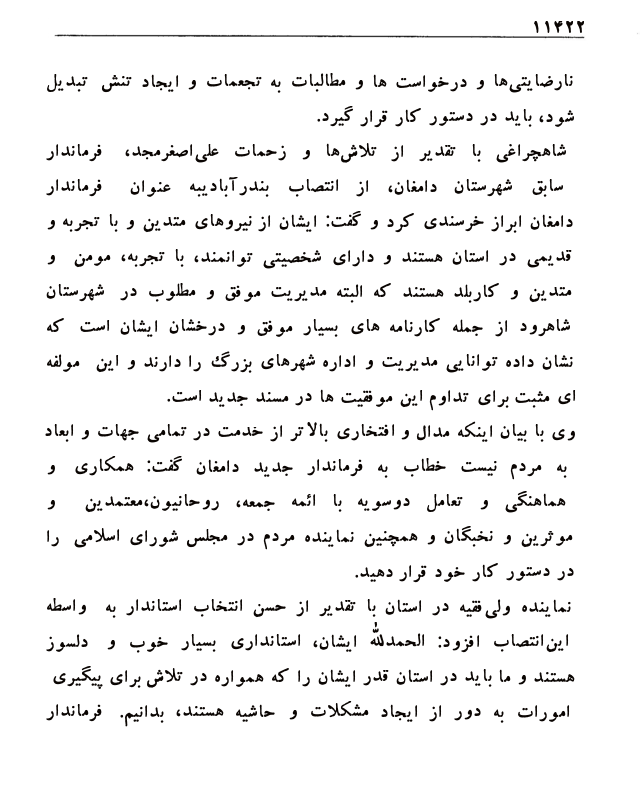 ۱۱۴۲۲
نارضایتی‌ها و درخواست ها و مطالبات به تجعمات و ایجاد تنش تبدیل
شود، باید در دستور کار قرار گیرد.
شاهچراغی با تقدیر از تلاش‌ها و زحمات علی‌اصغرمجد، فرماندار
سابق شهرستان دامغان، از انتصاب بندرآبادیبه عنوان فرماندار
دامغان ابراز خرسندی کرد و گفت: ایشان از نیروهای متدین و با تجربه و
قدیمی در استان هستند و دارای شخصیتی توانمند، با تجربه، مومن و
متدین و کاربلد هستند که البته مدیریت موفق و مطلوب در شهرستان
شاهرود از جمله کارنامه های بسیار موفق و درخشان ایشان است که
نشان داده توانایی مدیریت و اداره شهرهای بزرگ را دارند و این مولفه
ای مثبت برای تداوم این موفقیت ها در مسند جدید است.
وی با بیان اینکه مدال و افتخاری بالاتر از خدمت در تمامی جهات و ابعاد
به مردم نیست خطاب به فرماندار جدید دامغان گفت: همکاری و
هماهنگی و تعامل دوسویه با ائمه جمعه، روحانیون،معتمدین و
موثرین و نخبگان و همچنین نماینده مردم در مجلس شورای اسلامی را
در دستور کار خود قرار دهید.
نماینده ولی‌فقیه در استان با تقدیر از حسن انتخاب استاندار به واسطه
این‌انتصاب افزود: الحمدلله ایشان، استانداری بسیار خوب و دلسوز
هستند و ما باید در استان قدر ایشان را که همواره در تلاش برای پیگیری
امورات به دور از ایجاد مشکلات و حاشیه هستند، بدانیم. فرماندار